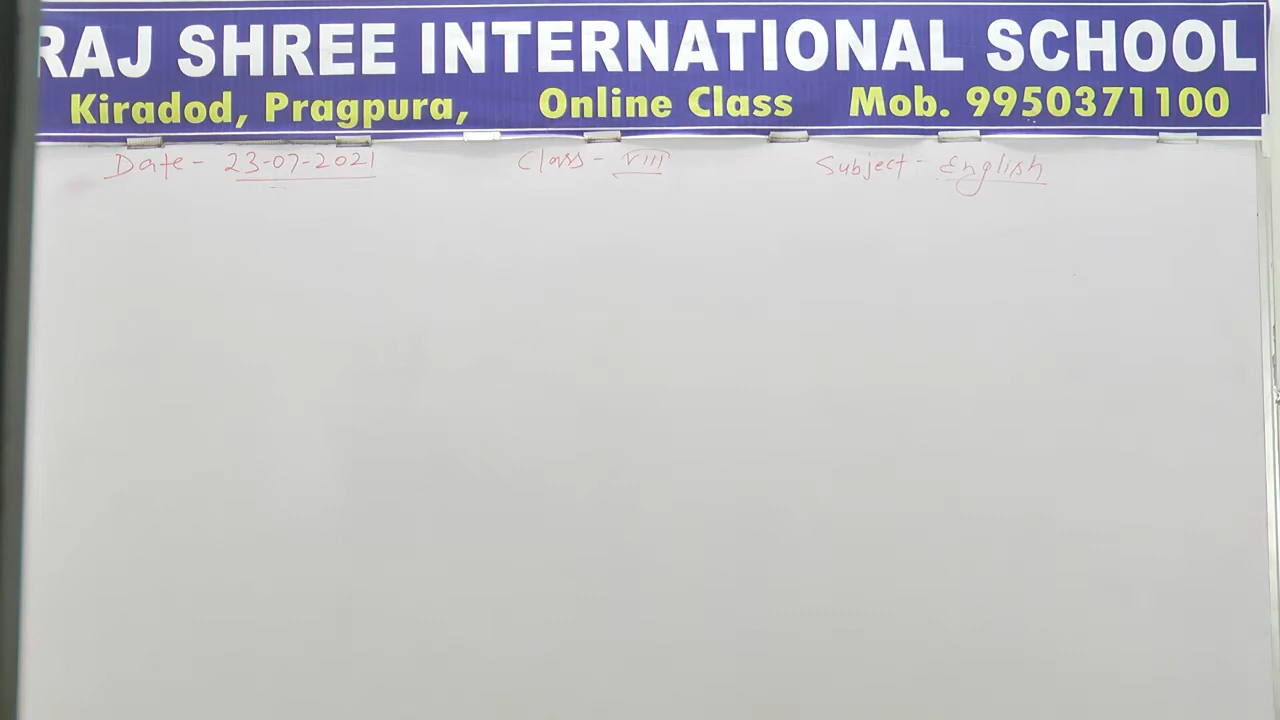 RAJ SHREE INTERNATIONAL SCHOOL
Kiradod, Pragpura, Online Class Mob. 9950371100
Date - 23-07-2021 Class - VIII Subject - English